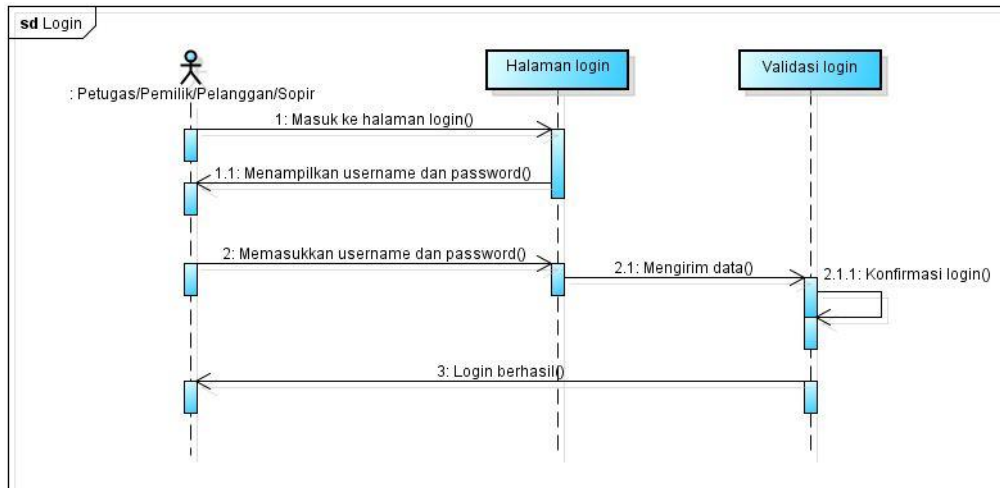 sd Login
Halaman login
Validasi login
: Petugas/Pemilik/Pelanggan/Sopir
1: Masuk ke halaman login()
1.1: Menampilkan username dan password()
2: Memasukkan username dan password()
2.1: Mengirim data()
2.1.1: Konfirmasi login()
3: Login berhasil()